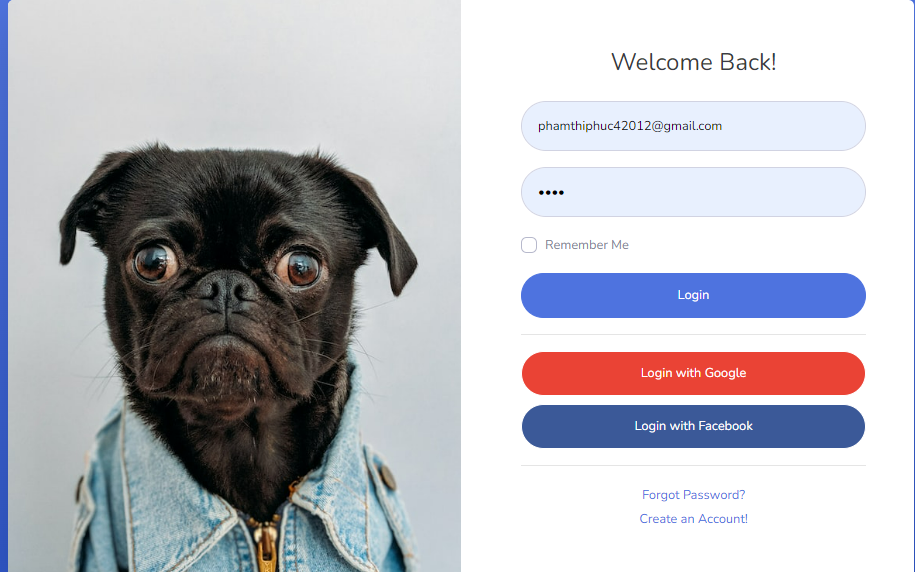 Welcome Back!
phamthiphuc42012@gmail.com
••••
Remember Me
Login
Login with Google
Login with Facebook
Forgot Password?
Create an Account!